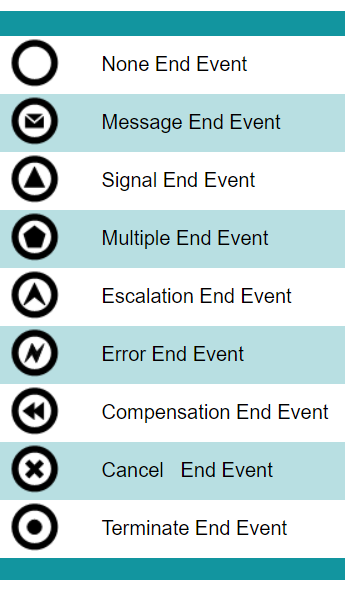 None End Event
Message End Event
Signal End Event
Multiple End Event
Escalation End Event
Error End Event
Compensation End Event
Cancel   End Event
Terminate End Event